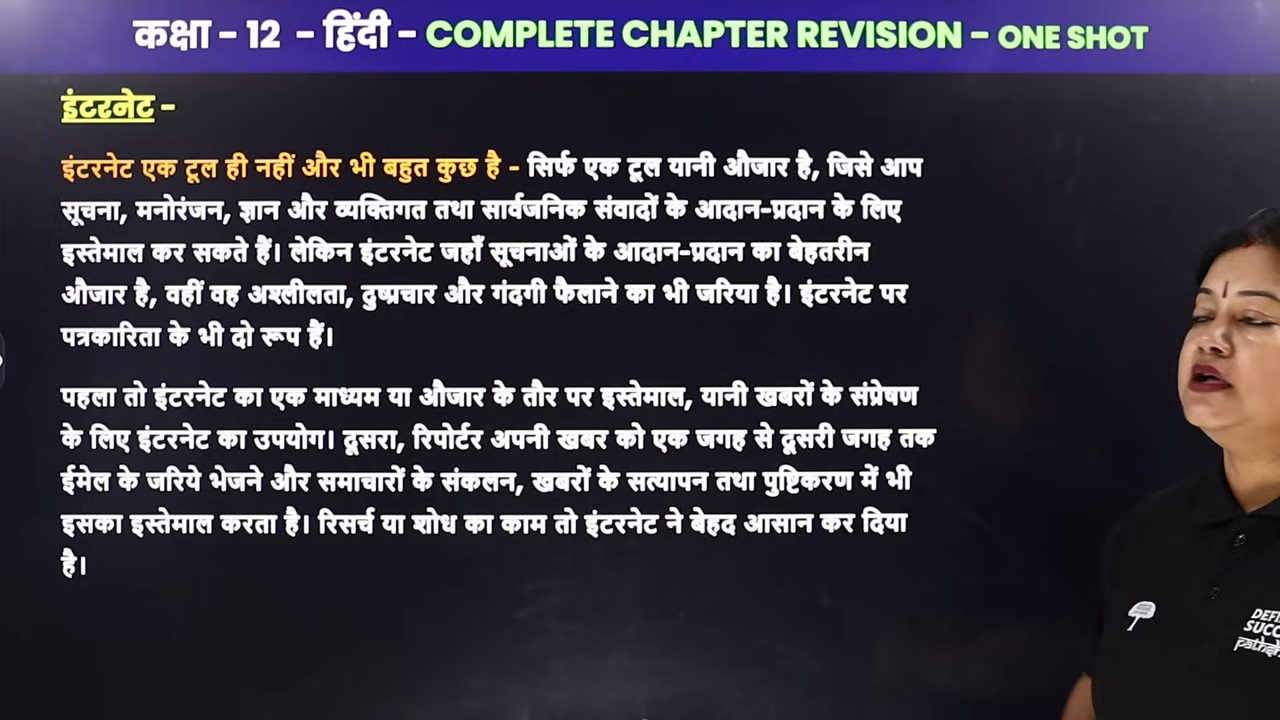 कक्षा - 12 - हिंदी - COMPLETE CHAPTER REVISION - ONE SHOT
इंटरनेट -
इंटरनेट एक टूल ही नहीं और भी बहुत कुछ है - सिर्फ एक टूल यानी औजार है, जिसे आप
सूचना, मनोरंजन, ज्ञान और व्यक्तिगत तथा सार्वजनिक संवादों के आदान-प्रदान के लिए
इस्तेमाल कर सकते हैं। लेकिन इंटरनेट जहाँ सूचनाओं के आदान-प्रदान का बेहतरीन
औजार है, वहीं वह अश्लीलता, दुष्प्रचार और गंदगी फैलाने का भी जरिया है। इंटरनेट पर
पत्रकारिता के भी दो रूप हैं।
पहला तो इंटरनेट का एक माध्यम या औजार के तौर पर इस्तेमाल, यानी खबरों के संप्रेषण
के लिए इंटरनेट का उपयोग। दूसरा, रिपोर्टर अपनी खबर को एक जगह से दूसरी जगह तक
ईमेल के जरिये भेजने और समाचारों के संकलन, खबरों के सत्यापन तथा पुष्टिकरण में भी
इसका इस्तेमाल करता है। रिसर्च या शोध का काम तो इंटरनेट ने बेहद आसान कर दिया
है।